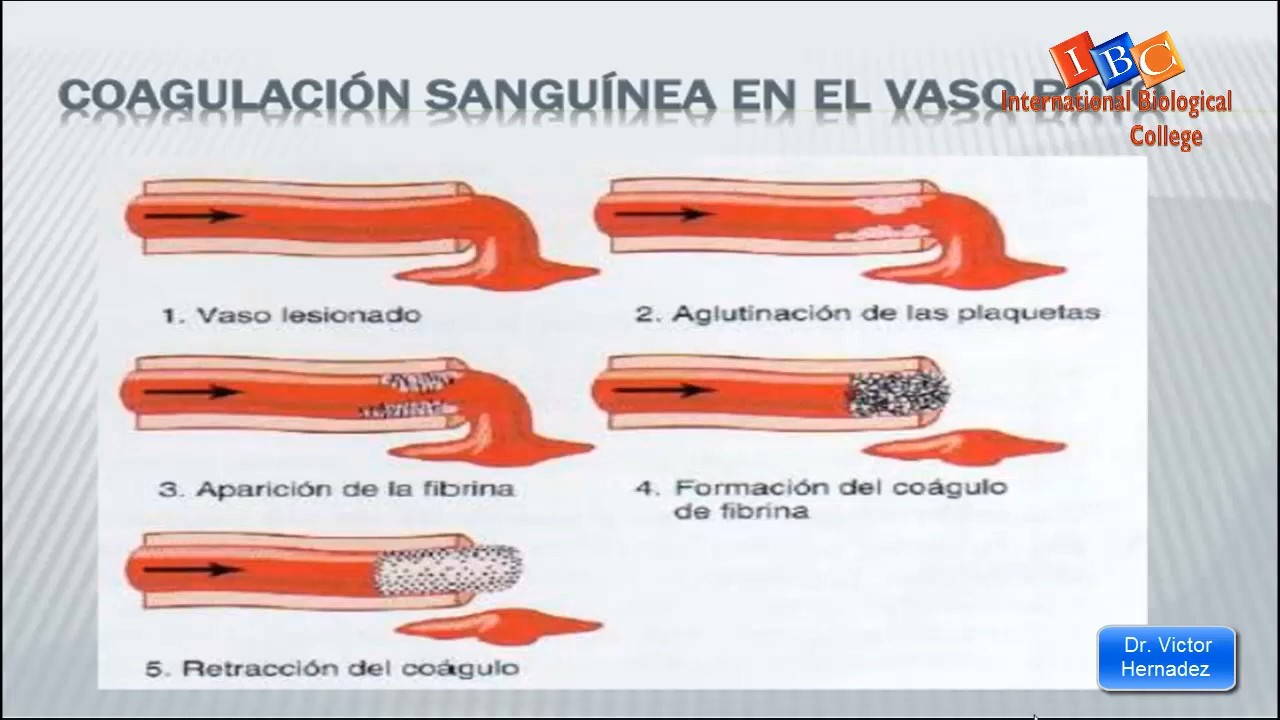 COAGULACIÓN SANGUÍNEA EN EL VASO
IBC
International Biological
College
1. Vaso lesionado
2. Aglutinación de las plaquetas
3. Aparición de la fibrina
4. Formación del coágulo
de fibrina
5. Retracción del coágulo
Dr. Victor
Hernadez